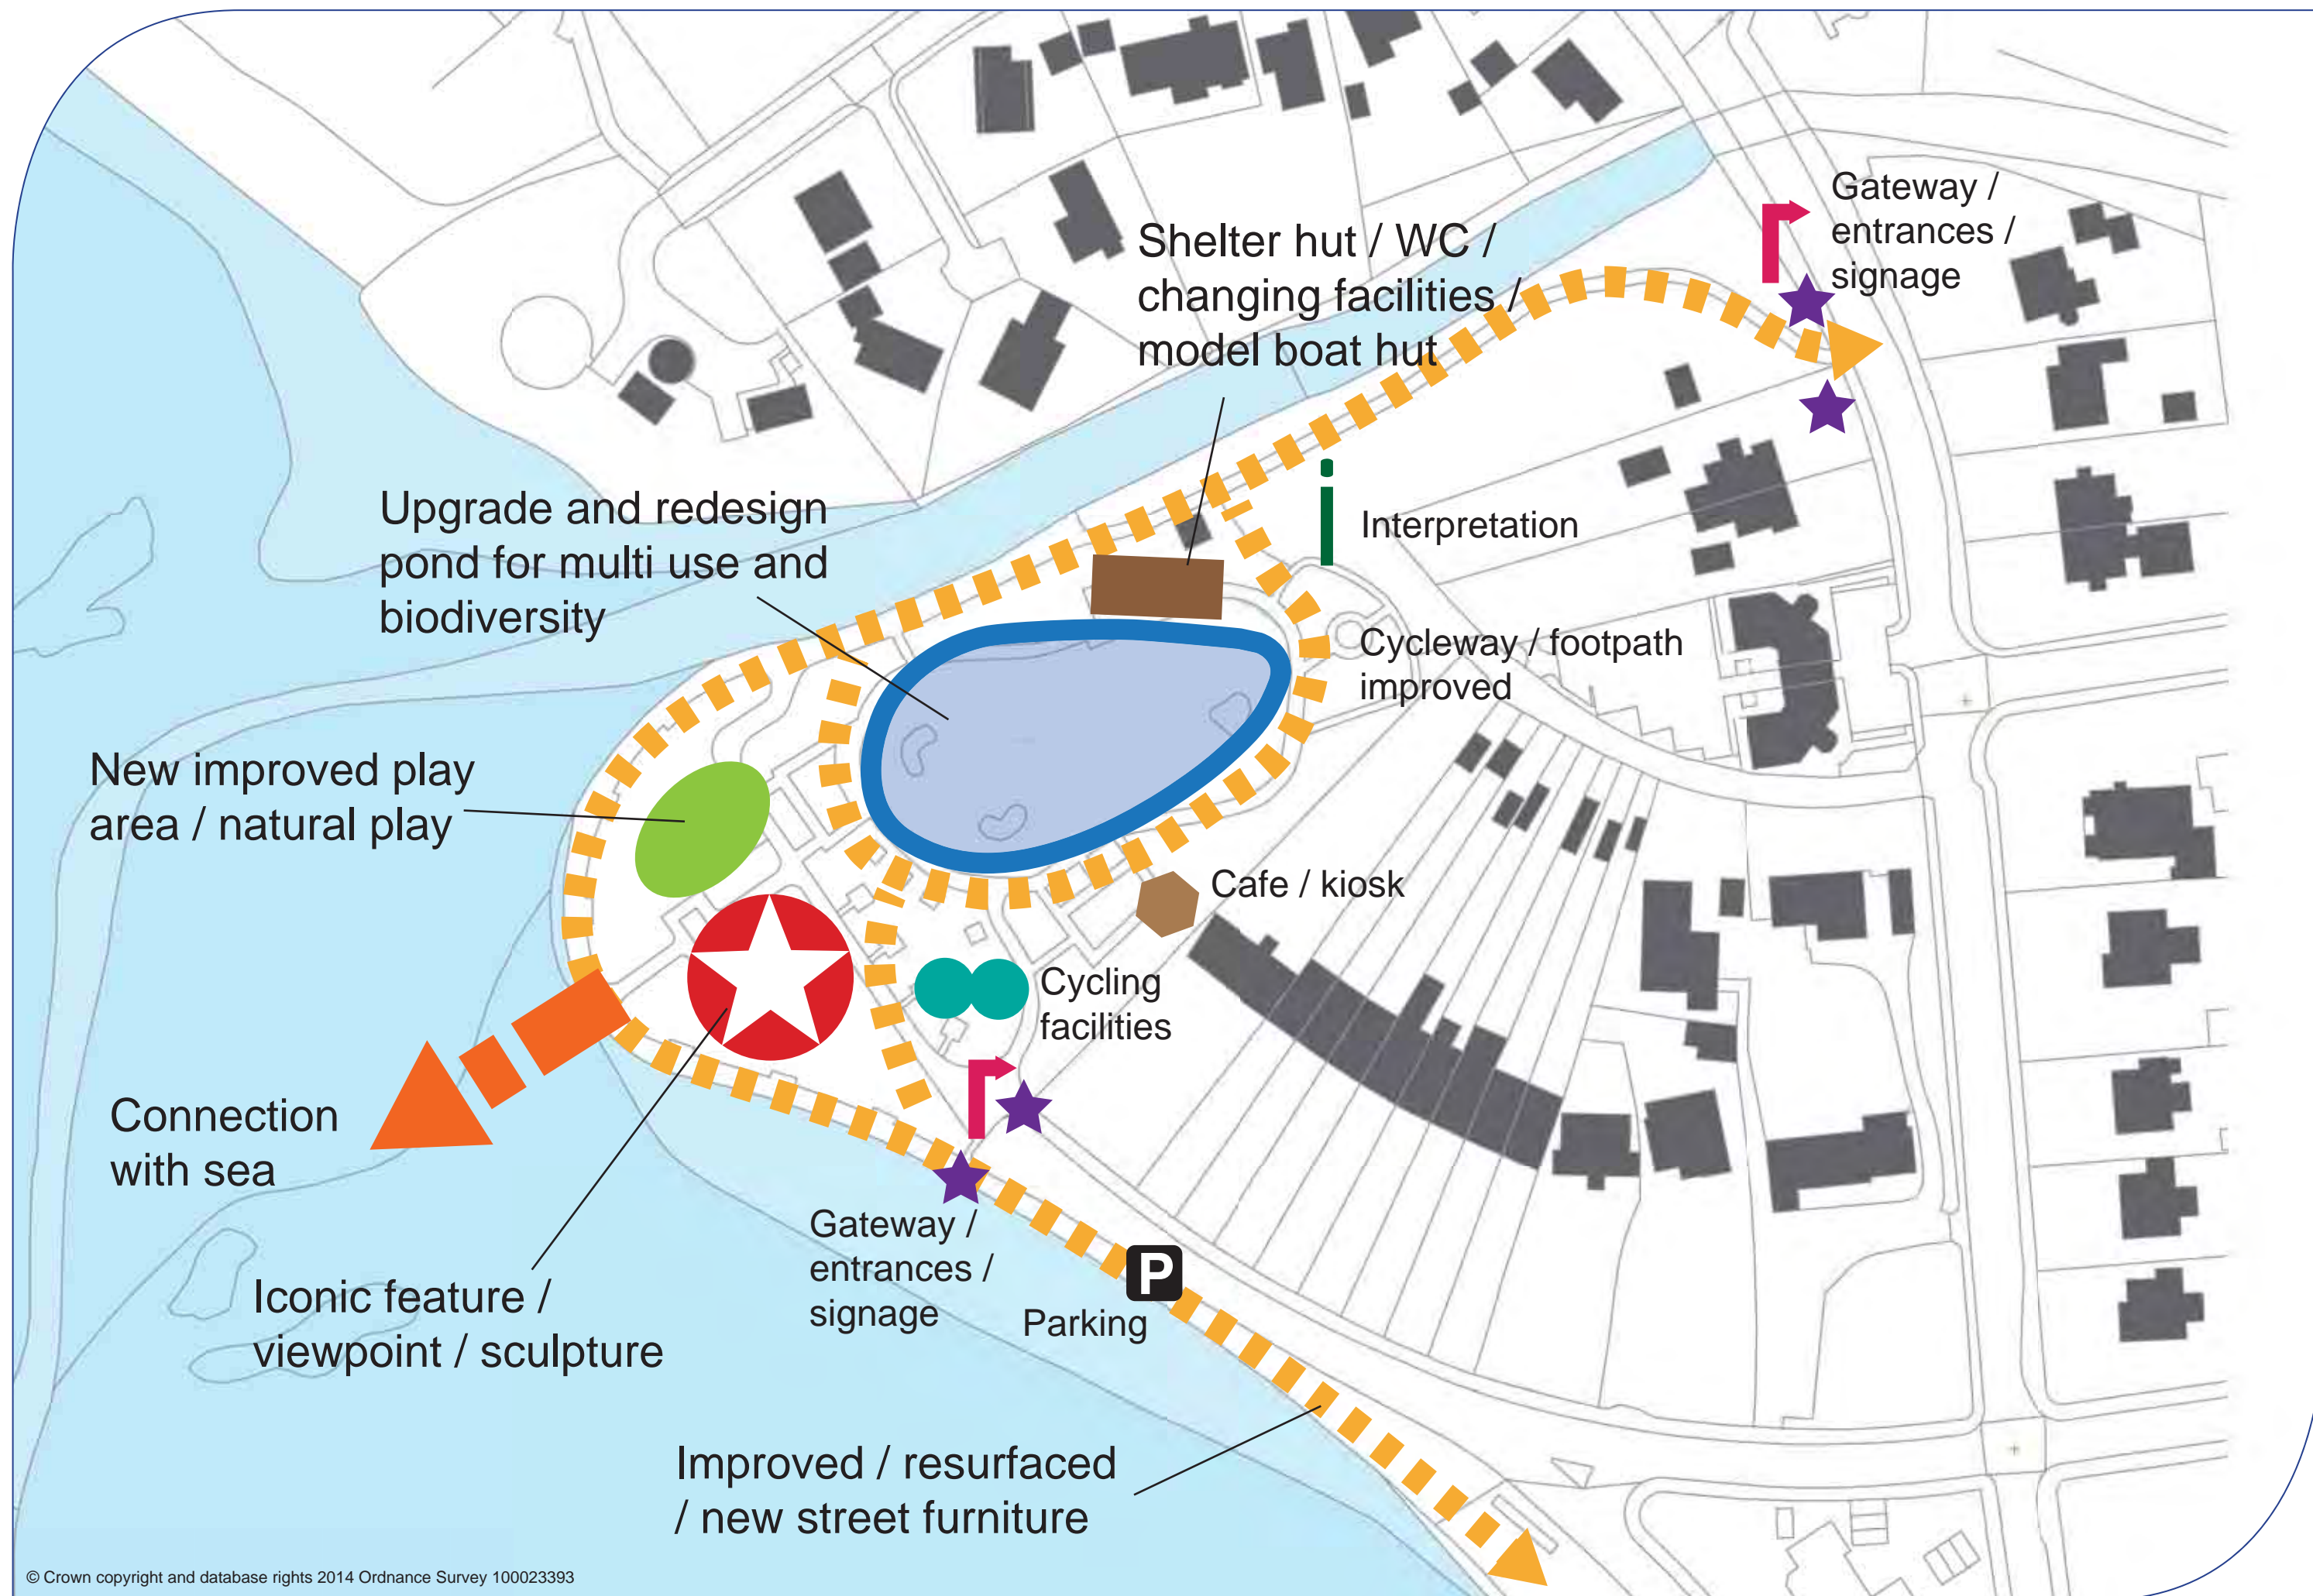 Gateway /
entrances /
signage
Shelter hut / WC /
changing facilities /
model boat hut
Upgrade and redesign
pond for multi use and
biodiversity
i
Interpretation
Cycleway / footpath
improved
New improved play
area / natural play
Cafe / kiosk
Cycling
facilities
Connection
with sea
Gateway /
entrances /
signage
P
Parking
Iconic feature /
viewpoint / sculpture
Improved / resurfaced
/ new street furniture
© Crown copyright and database rights 2014 Ordnance Survey 100023393